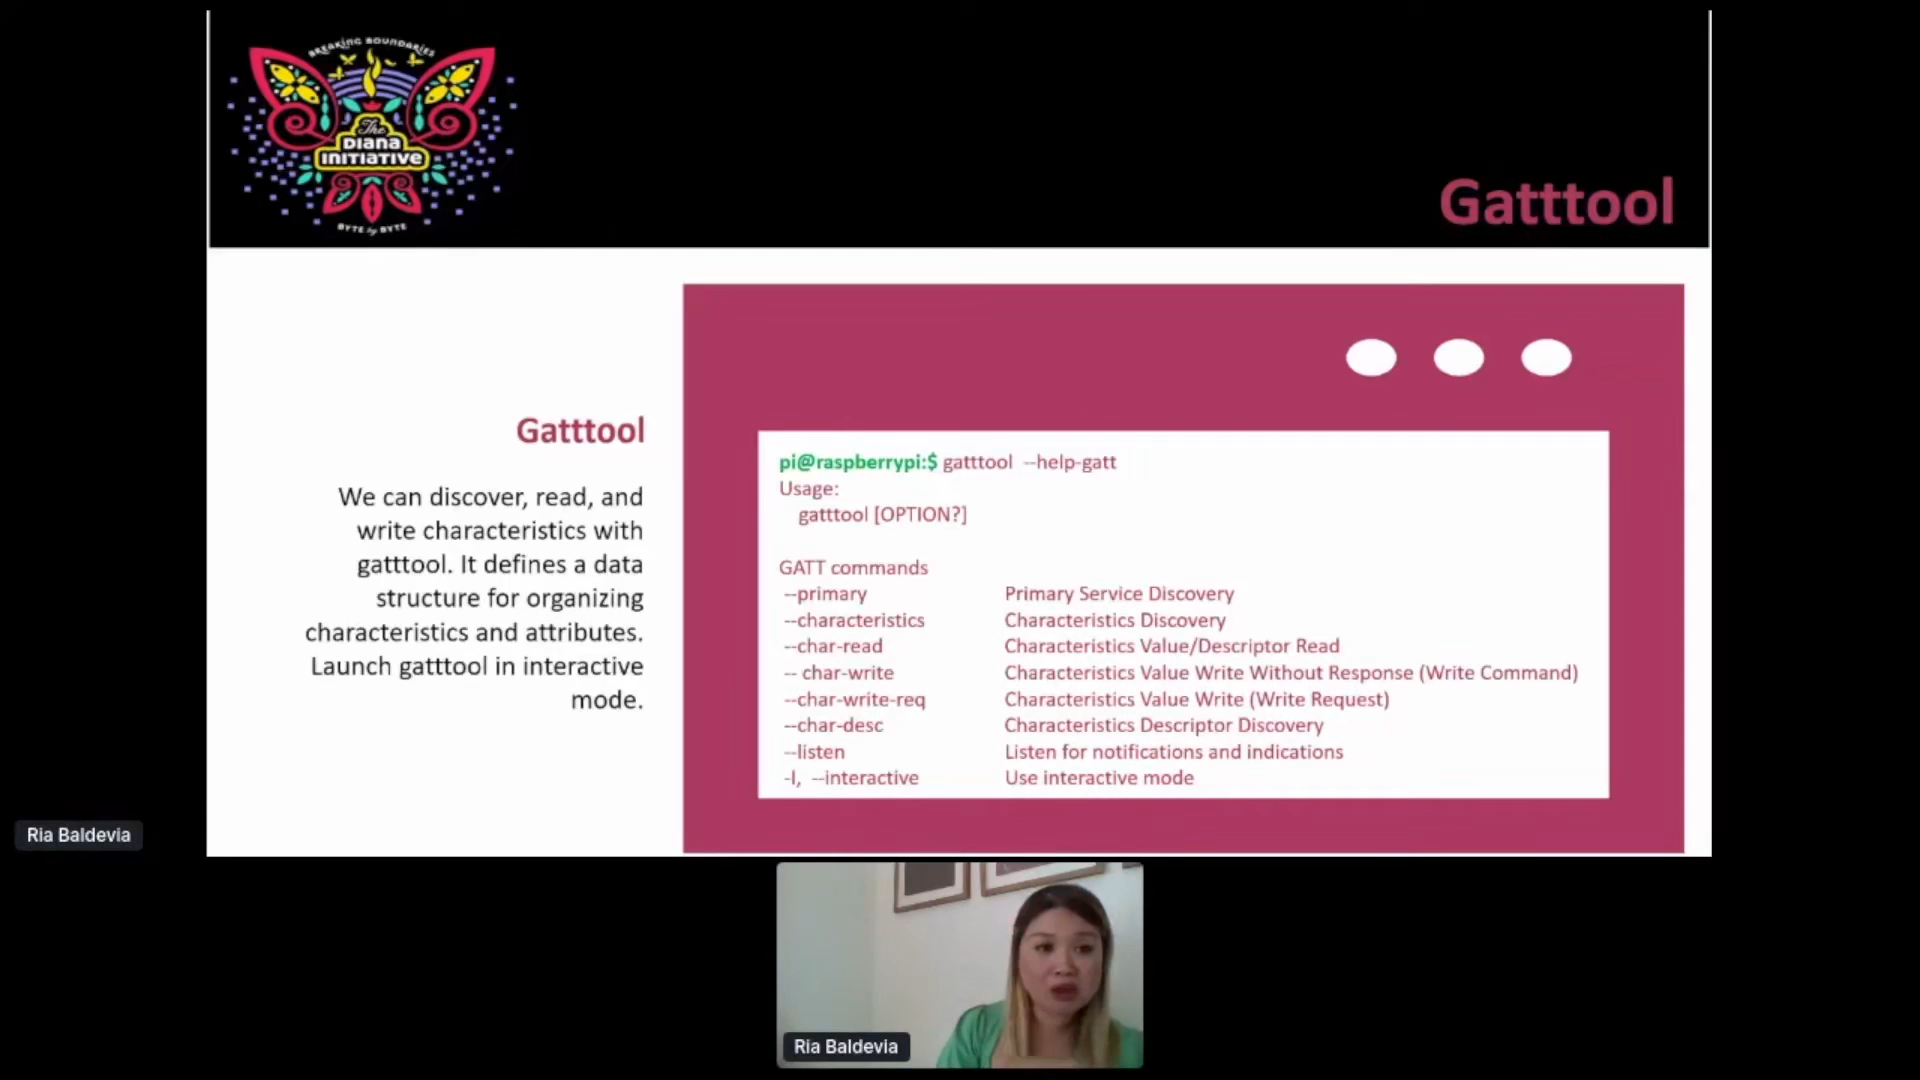 BREAKING BOUNDARIES
The
Diana
INITIATIVE
BYTE by BYTE
Gatttool
Gatttool
We can discover, read, and
write characteristics with
gatttool. It defines a data
structure for organizing
characteristics and attributes.
Launch gatttool in interactive
mode.
pi@raspberrypi:$ gatttool --help-gatt
Usage:
gatttool [OPTION?]
GATT commands
--primary Primary Service Discovery
--characteristics Characteristics Discovery
--char-read Characteristics Value/Descriptor Read
-- char-write Characteristics Value Write Without Response (Write Command)
--char-write-req Characteristics Value Write (Write Request)
--char-desc Characteristics Descriptor Discovery
--listen Listen for notifications and indications
-I, --interactive Use interactive mode
Ria Baldevia
Ria Baldevia